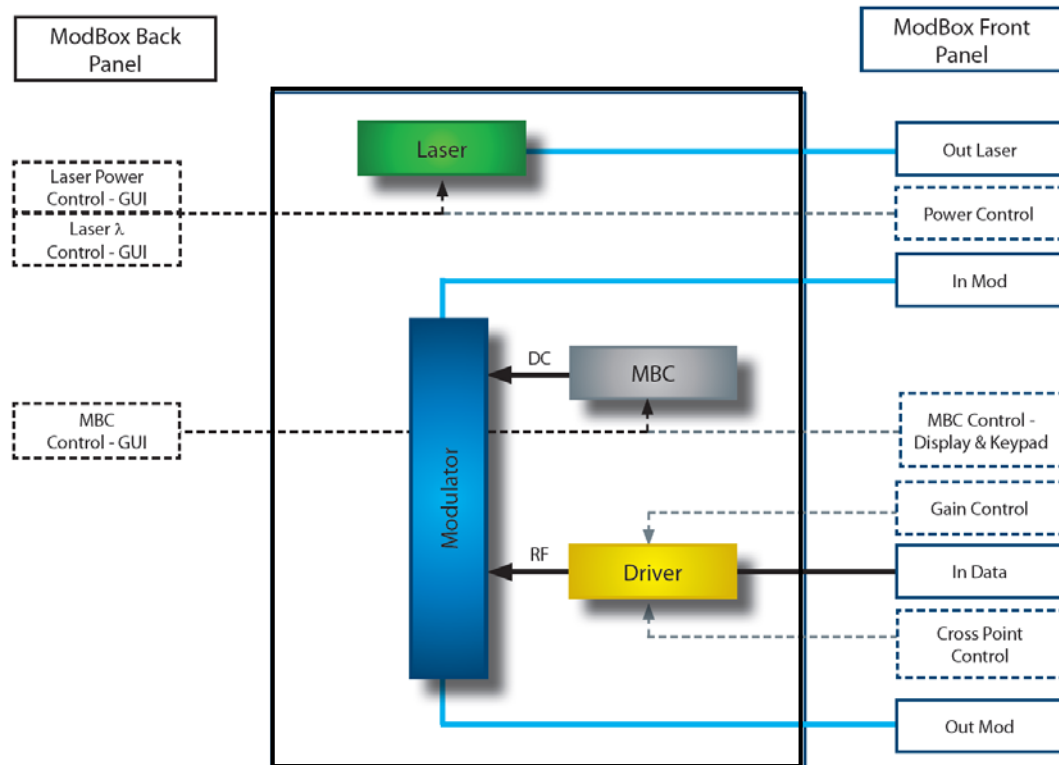 ModBox Back
Panel
ModBox Front
Panel
Laser
Out Laser
Laser Power
Control - GUI
Laser λ
Control - GUI
Power Control
In Mod
DC
MBC
MBC
Control - GUI
MBC Control -
Display & Keypad
Modulator
Gain Control
RF
Driver
In Data
Cross Point
Control
Out Mod